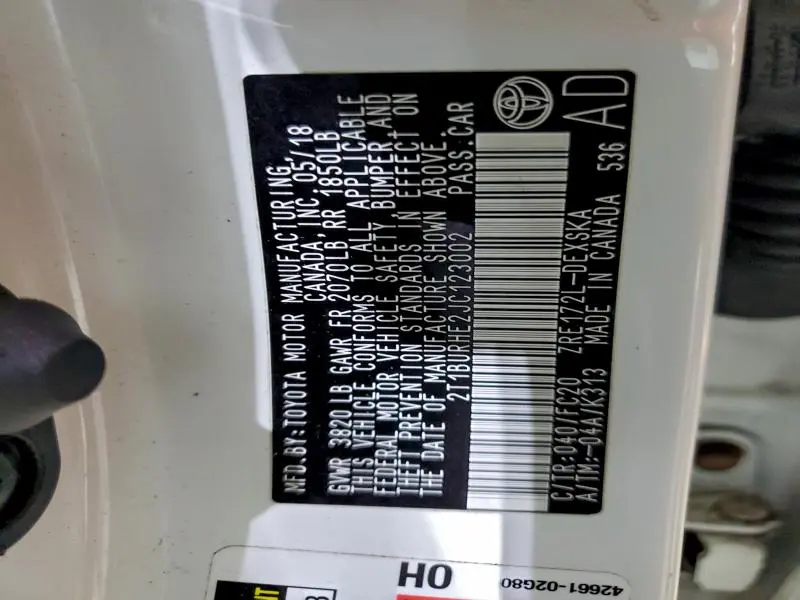 MFD. BY: TOYOTA MOTOR MANUFACTURING,
CANADA, INC. 05/18
GVWR 3820 LB GAWR FR 2070LB, RR 1850LB
THIS VEHICLE CONFORMS TO ALL APPLICABLE
FEDERAL MOTOR VEHICLE SAFETY, BUMPER, AND
THEFT PREVENTION STANDARDS IN EFFECT ON
THE DATE OF MANUFACTURE SHOWN ABOVE.
2T1BURHE2JC123002 PASS.CAR
C/TR:040/FC20 ZRE172L-DEXSKA
A/TM:-04A/K313 MADE IN CANADA 536
AD
OH
42661-02G80